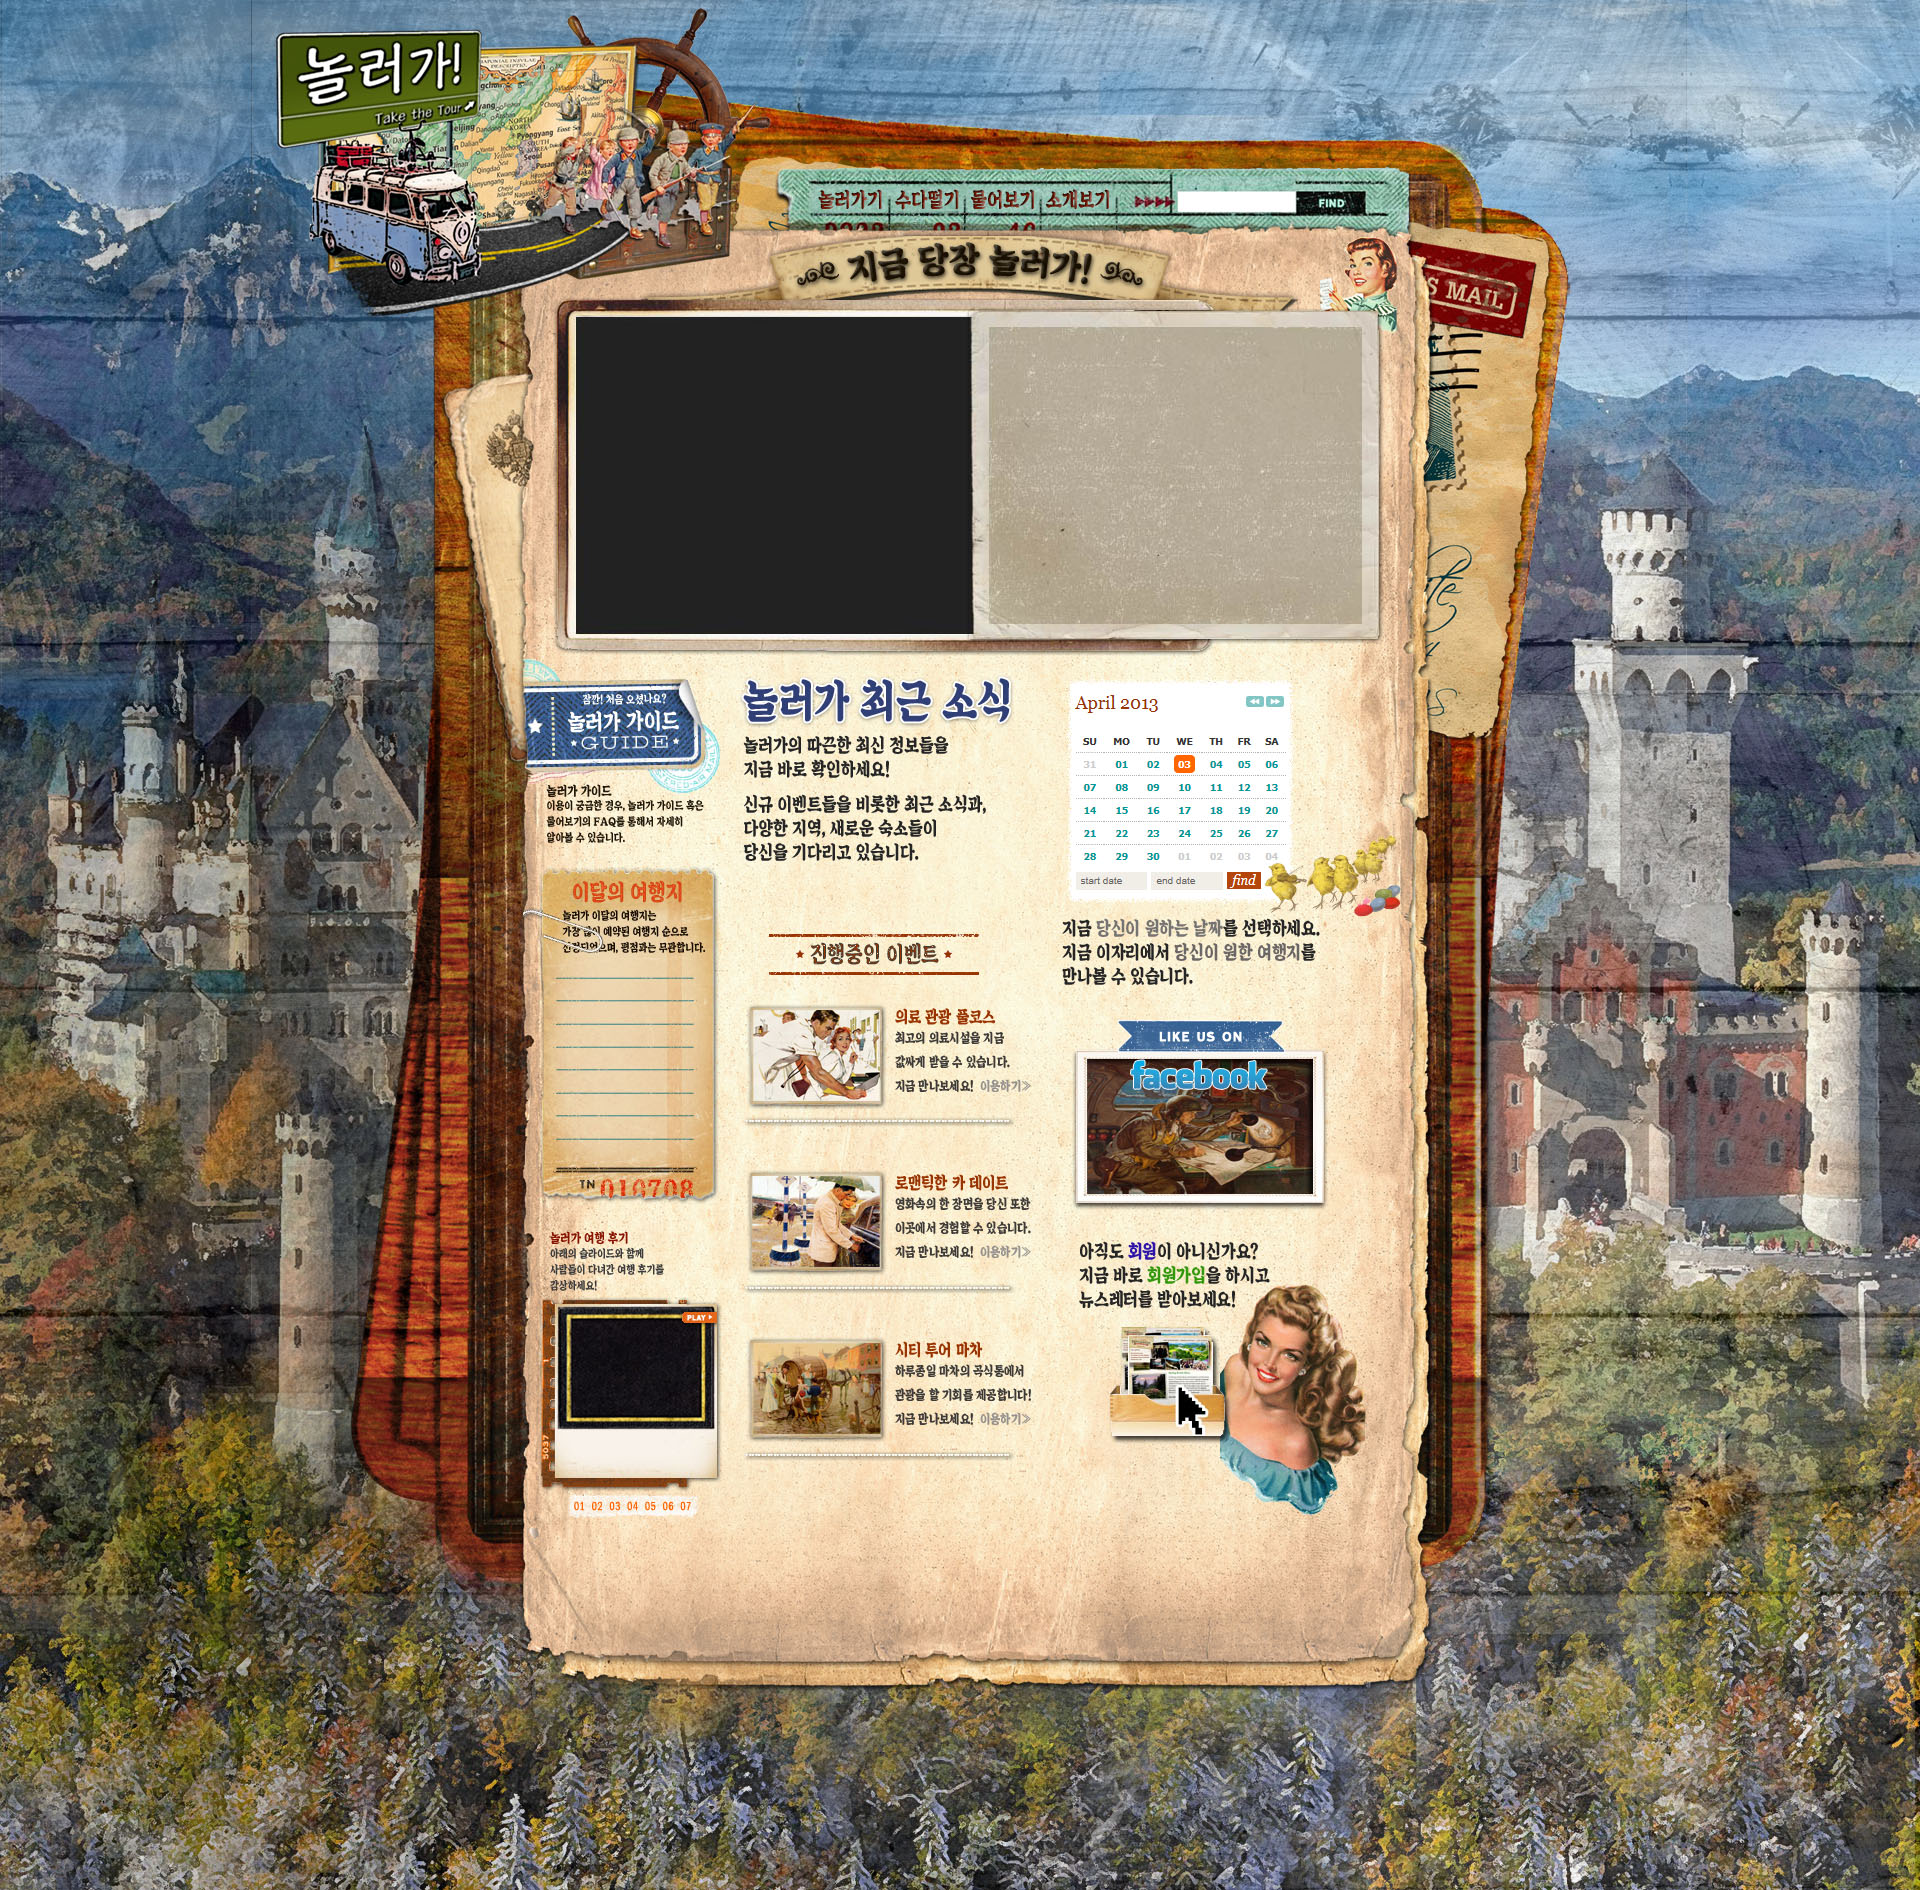 놀러가!
Take the Tour
놀러가기 수다떨기 물어보기 소개보기
FIND
지금 당장 놀러가!
S MAIL
잠깐! 처음 오셨나요?
놀러가 가이드
GUIDE
놀러가 가이드
이용이 궁금한 경우, 놀러가 가이드 혹은
물어보기의 FAQ를 통해서 자세히
알아볼 수 있습니다.
이달의 여행지
놀러가 이달의 여행지는
가장 많이 예약된 여행지 순으로
선정되었으며, 평점과는 무관합니다.
TN 010708
놀러가 여행 후기
아래의 슬라이드와 함께
사람들이 다녀간 여행 후기를
감상하세요!
PLAY
5037
01 02 03 04 05 06 07
놀러가 최근 소식
놀러가의 따끈한 최신 정보들을
지금 바로 확인하세요!
신규 이벤트들을 비롯한 최근 소식과,
다양한 지역, 새로운 숙소들이
당신을 기다리고 있습니다.
진행중인 이벤트
의료 관광 풀코스
최고의 의료시설을 지금
값싸게 받을 수 있습니다.
지금 만나보세요! 이용하기≫
로맨틱한 카 데이트
영화속의 한 장면을 당신 또한
이곳에서 경험할 수 있습니다.
지금 만나보세요! 이용하기≫
시티 투어 마차
하루종일 마차의 곡식통에서
관광을 할 기회를 제공합니다!
지금 만나보세요! 이용하기≫
April 2013
SU MO TU WE TH FR SA
31 01 02 03 04 05 06
07 08 09 10 11 12 13
14 15 16 17 18 19 20
21 22 23 24 25 26 27
28 29 30 01 02 03 04
start date end date find
지금 당신이 원하는 날짜를 선택하세요.
지금 이자리에서 당신이 원한 여행지를
만나볼 수 있습니다.
LIKE US ON
facebook
아직도 회원이 아니신가요?
지금 바로 회원가입을 하시고
뉴스레터를 받아보세요!